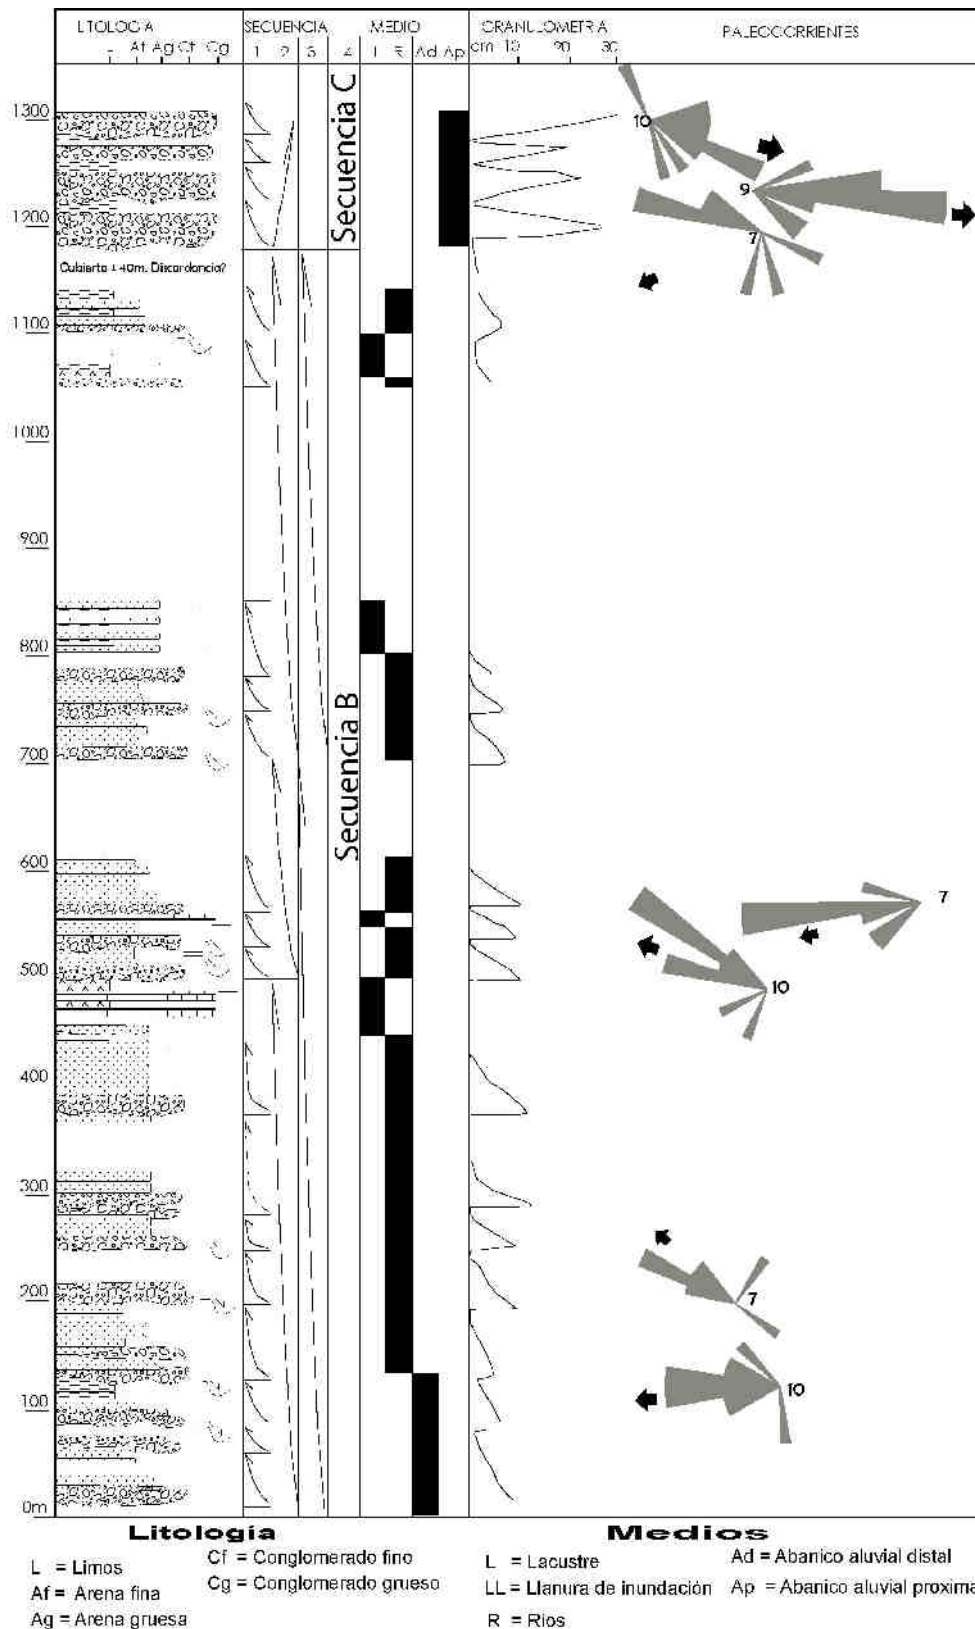 LITOLOGIA SECUENCIA MEDIO GRANULOMETRIA PALEOCORRIENTES
L Af Ag Cf Cg 1 2 3 4 L R Ad Ap cm 10 20 30
Secuencia C
1300
10
9
1200
7
Cubierto ± 40m. Discordancia?
1100
1000
900
800
Secuencia B
700
600
7
500
10
400
300
200
7
10
100
0m
Litología Medios
L = Limos
Af = Arena fina
Ag = Arena gruesa
Cf = Conglomerado fino
Cg = Conglomerado grueso
L = Lacustre
LL = Llanura de inundación
R = Ríos
Ad = Abanico aluvial distal
Ap = Abanico aluvial proxima